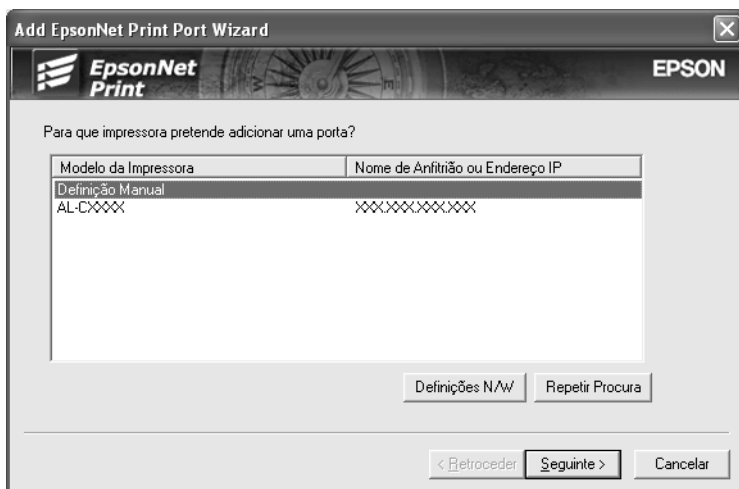 Add EpsonNet Print Port Wizard
EpsonNet
Print
EPSON
Para que impressora pretende adicionar uma porta?
Modelo da Impressora Nome de Anfitrião ou Endereço IP
Definição Manual
AL-CXXXX XXX.XXX.XXX.XXX
Definições N/W Repetir Procura
< Retroceder Seguinte > Cancelar